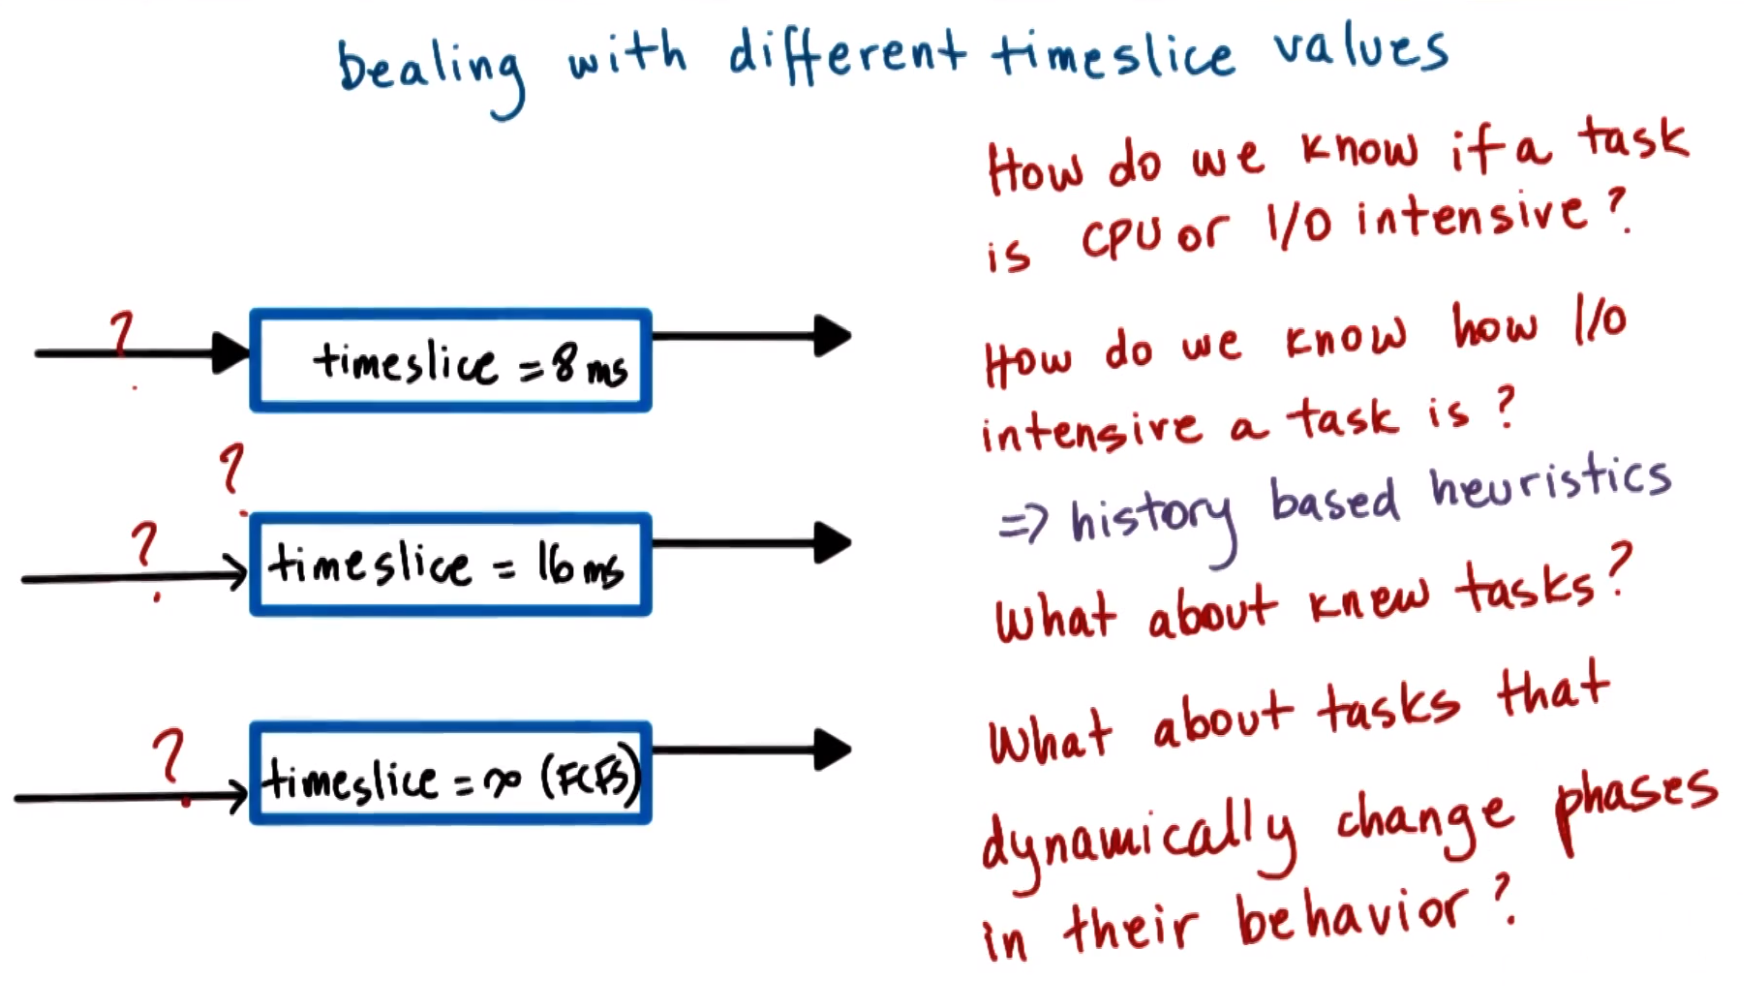 Dealing with different timeslice values
How do we know if a task
is CPU or I/O intensive?
How do we know how I/O
intensive a task is?
=> history based heuristics
What about knew tasks?
What about tasks that
dynamically change phases
in their behavior?
?
timeslice = 8 ms
?
?
timeslice = 16 ms
?
timeslice = ∞ (FCFS)